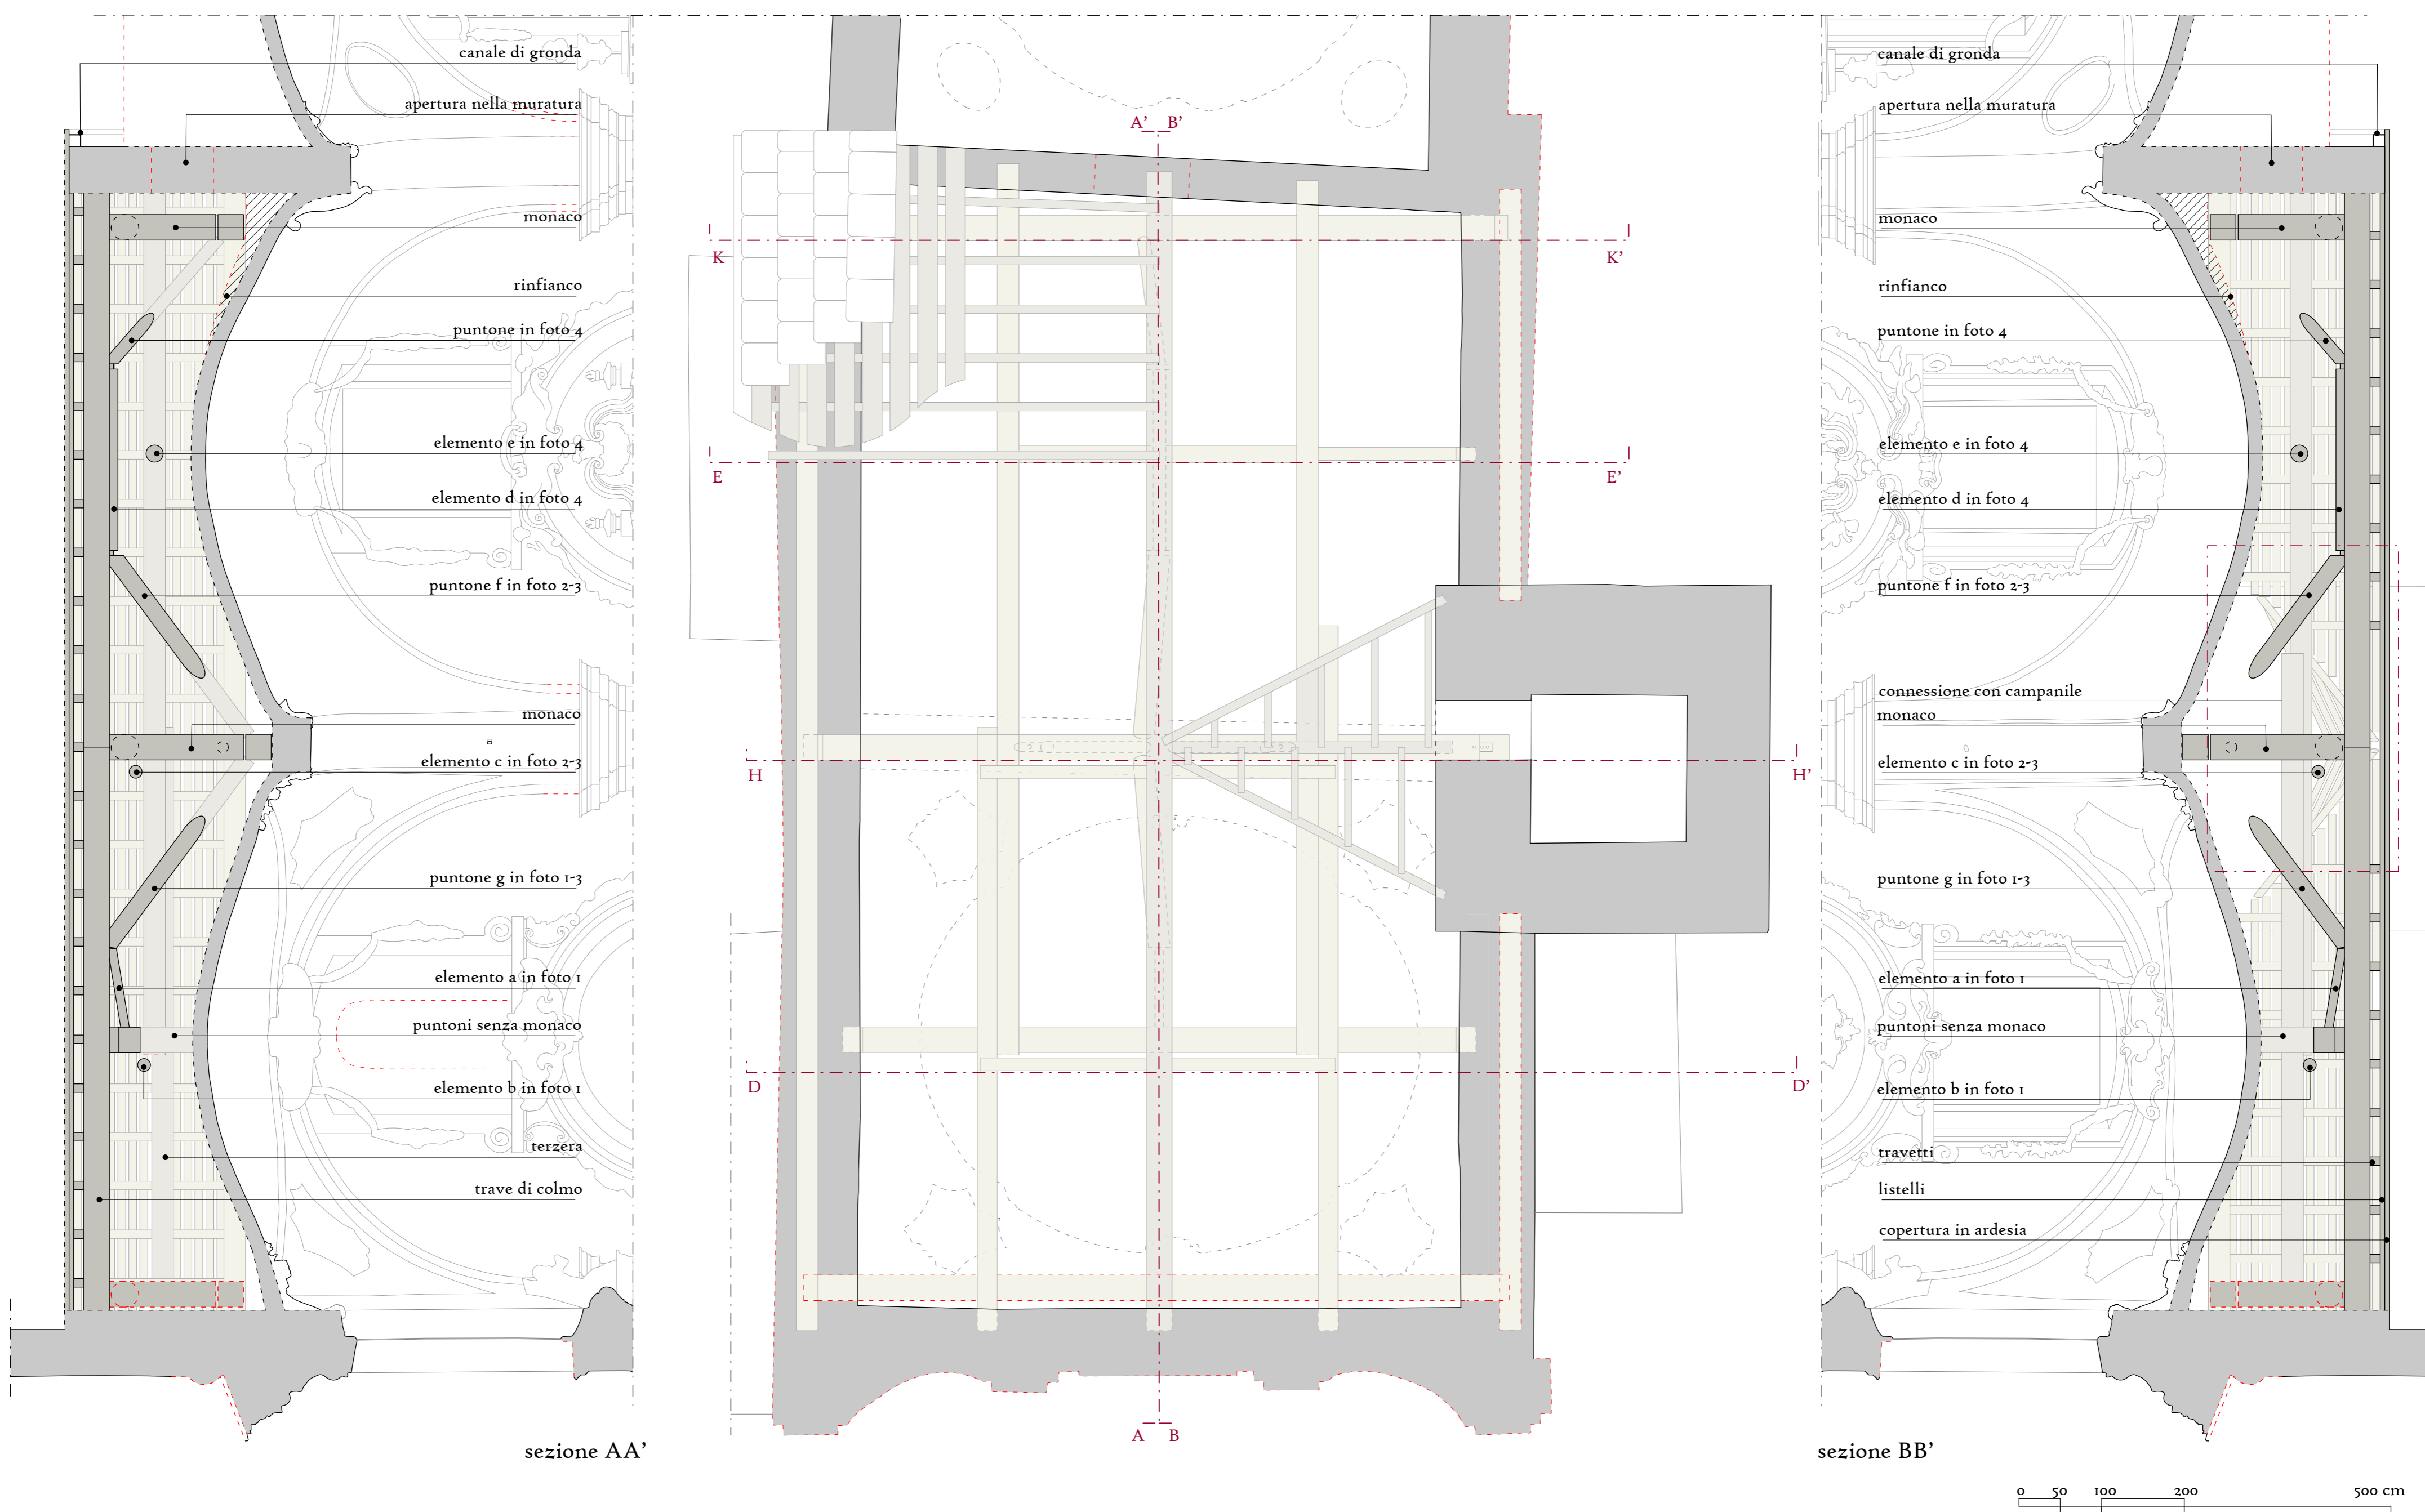 canale di gronda
apertura nella muratura
monaco
rinfianco
puntone in foto 4
elemento e in foto 4
elemento d in foto 4
puntone f in foto 2-3
monaco
elemento c in foto 2-3
puntone g in foto 1-3
elemento a in foto 1
puntoni senza monaco
elemento b in foto 1
terzera
trave di colmo
sezione AA'
A' B'
K K'
E E'
H H'
D D'
A B
canale di gronda
apertura nella muratura
monaco
rinfianco
puntone in foto 4
elemento e in foto 4
elemento d in foto 4
puntone f in foto 2-3
connessione con campanile
monaco
elemento c in foto 2-3
puntone g in foto 1-3
elemento a in foto 1
puntoni senza monaco
elemento b in foto 1
travetti
listelli
copertura in ardesia
sezione BB'
0 50 100 200 500 cm